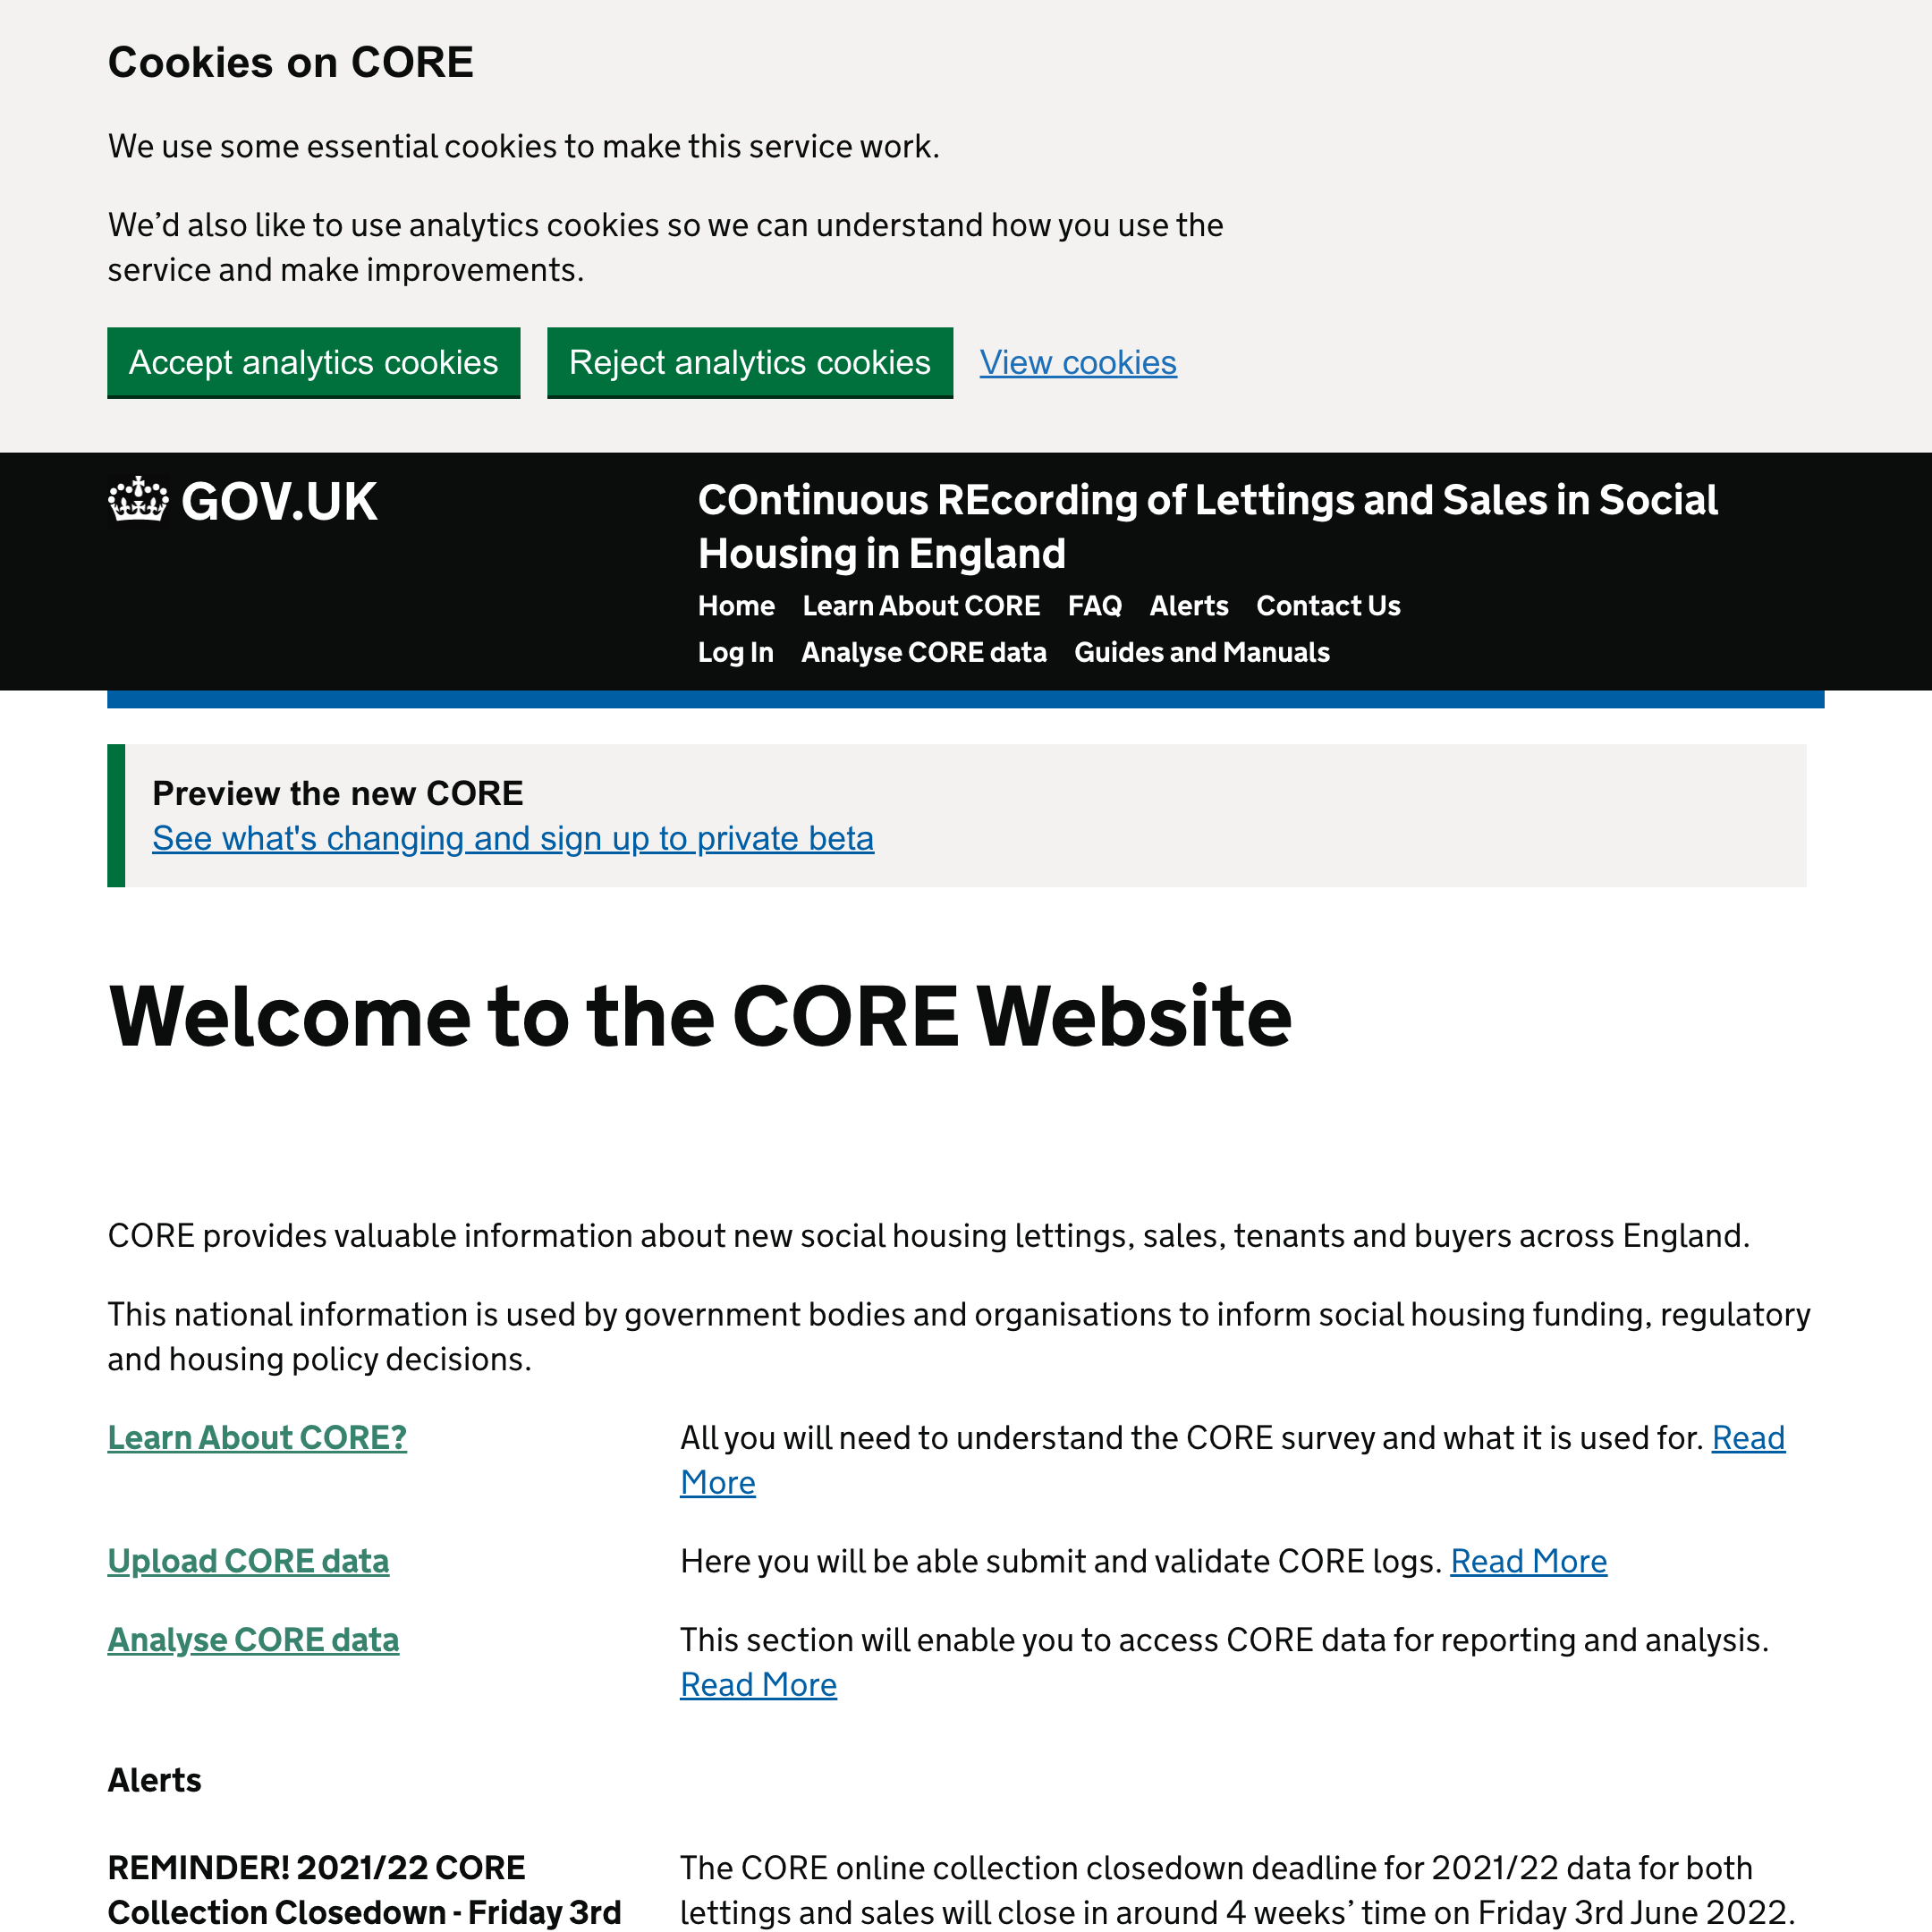 Cookies on CORE
We use some essential cookies to make this service work.
We’d also like to use analytics cookies so we can understand how you use the
service and make improvements.
Accept analytics cookies Reject analytics cookies View cookies
GOV.UK
COntinuous REcording of Lettings and Sales in Social
Housing in England
Home Learn About CORE FAQ Alerts Contact Us
Log In Analyse CORE data Guides and Manuals
Preview the new CORE
See what's changing and sign up to private beta
Welcome to the CORE Website
CORE provides valuable information about new social housing lettings, sales, tenants and buyers across England.
This national information is used by government bodies and organisations to inform social housing funding, regulatory
and housing policy decisions.
Learn About CORE?
All you will need to understand the CORE survey and what it is used for. Read
More
Upload CORE data
Here you will be able submit and validate CORE logs. Read More
Analyse CORE data
This section will enable you to access CORE data for reporting and analysis.
Read More
Alerts
REMINDER! 2021/22 CORE
Collection Closedown - Friday 3rd
The CORE online collection closedown deadline for 2021/22 data for both
lettings and sales will close in around 4 weeks’ time on Friday 3rd June 2022.